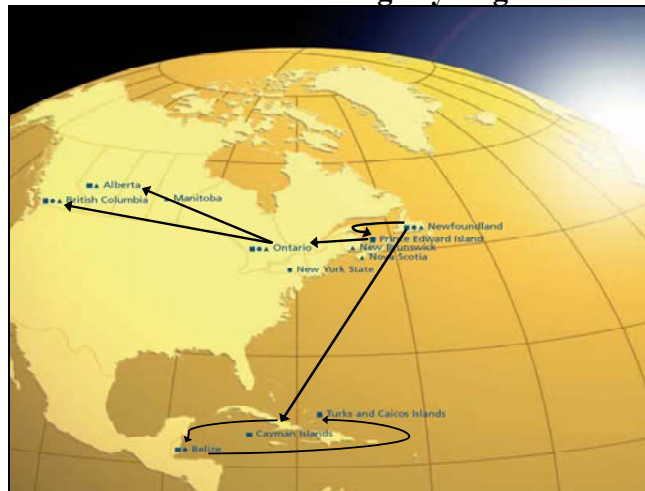 Alberta
British Columbia
Manitoba
Ontario
Newfoundland
Prince Edward Island
New Brunswick
Nova Scotia
New York State
Turks and Caicos Islands
Cayman Islands
Belize